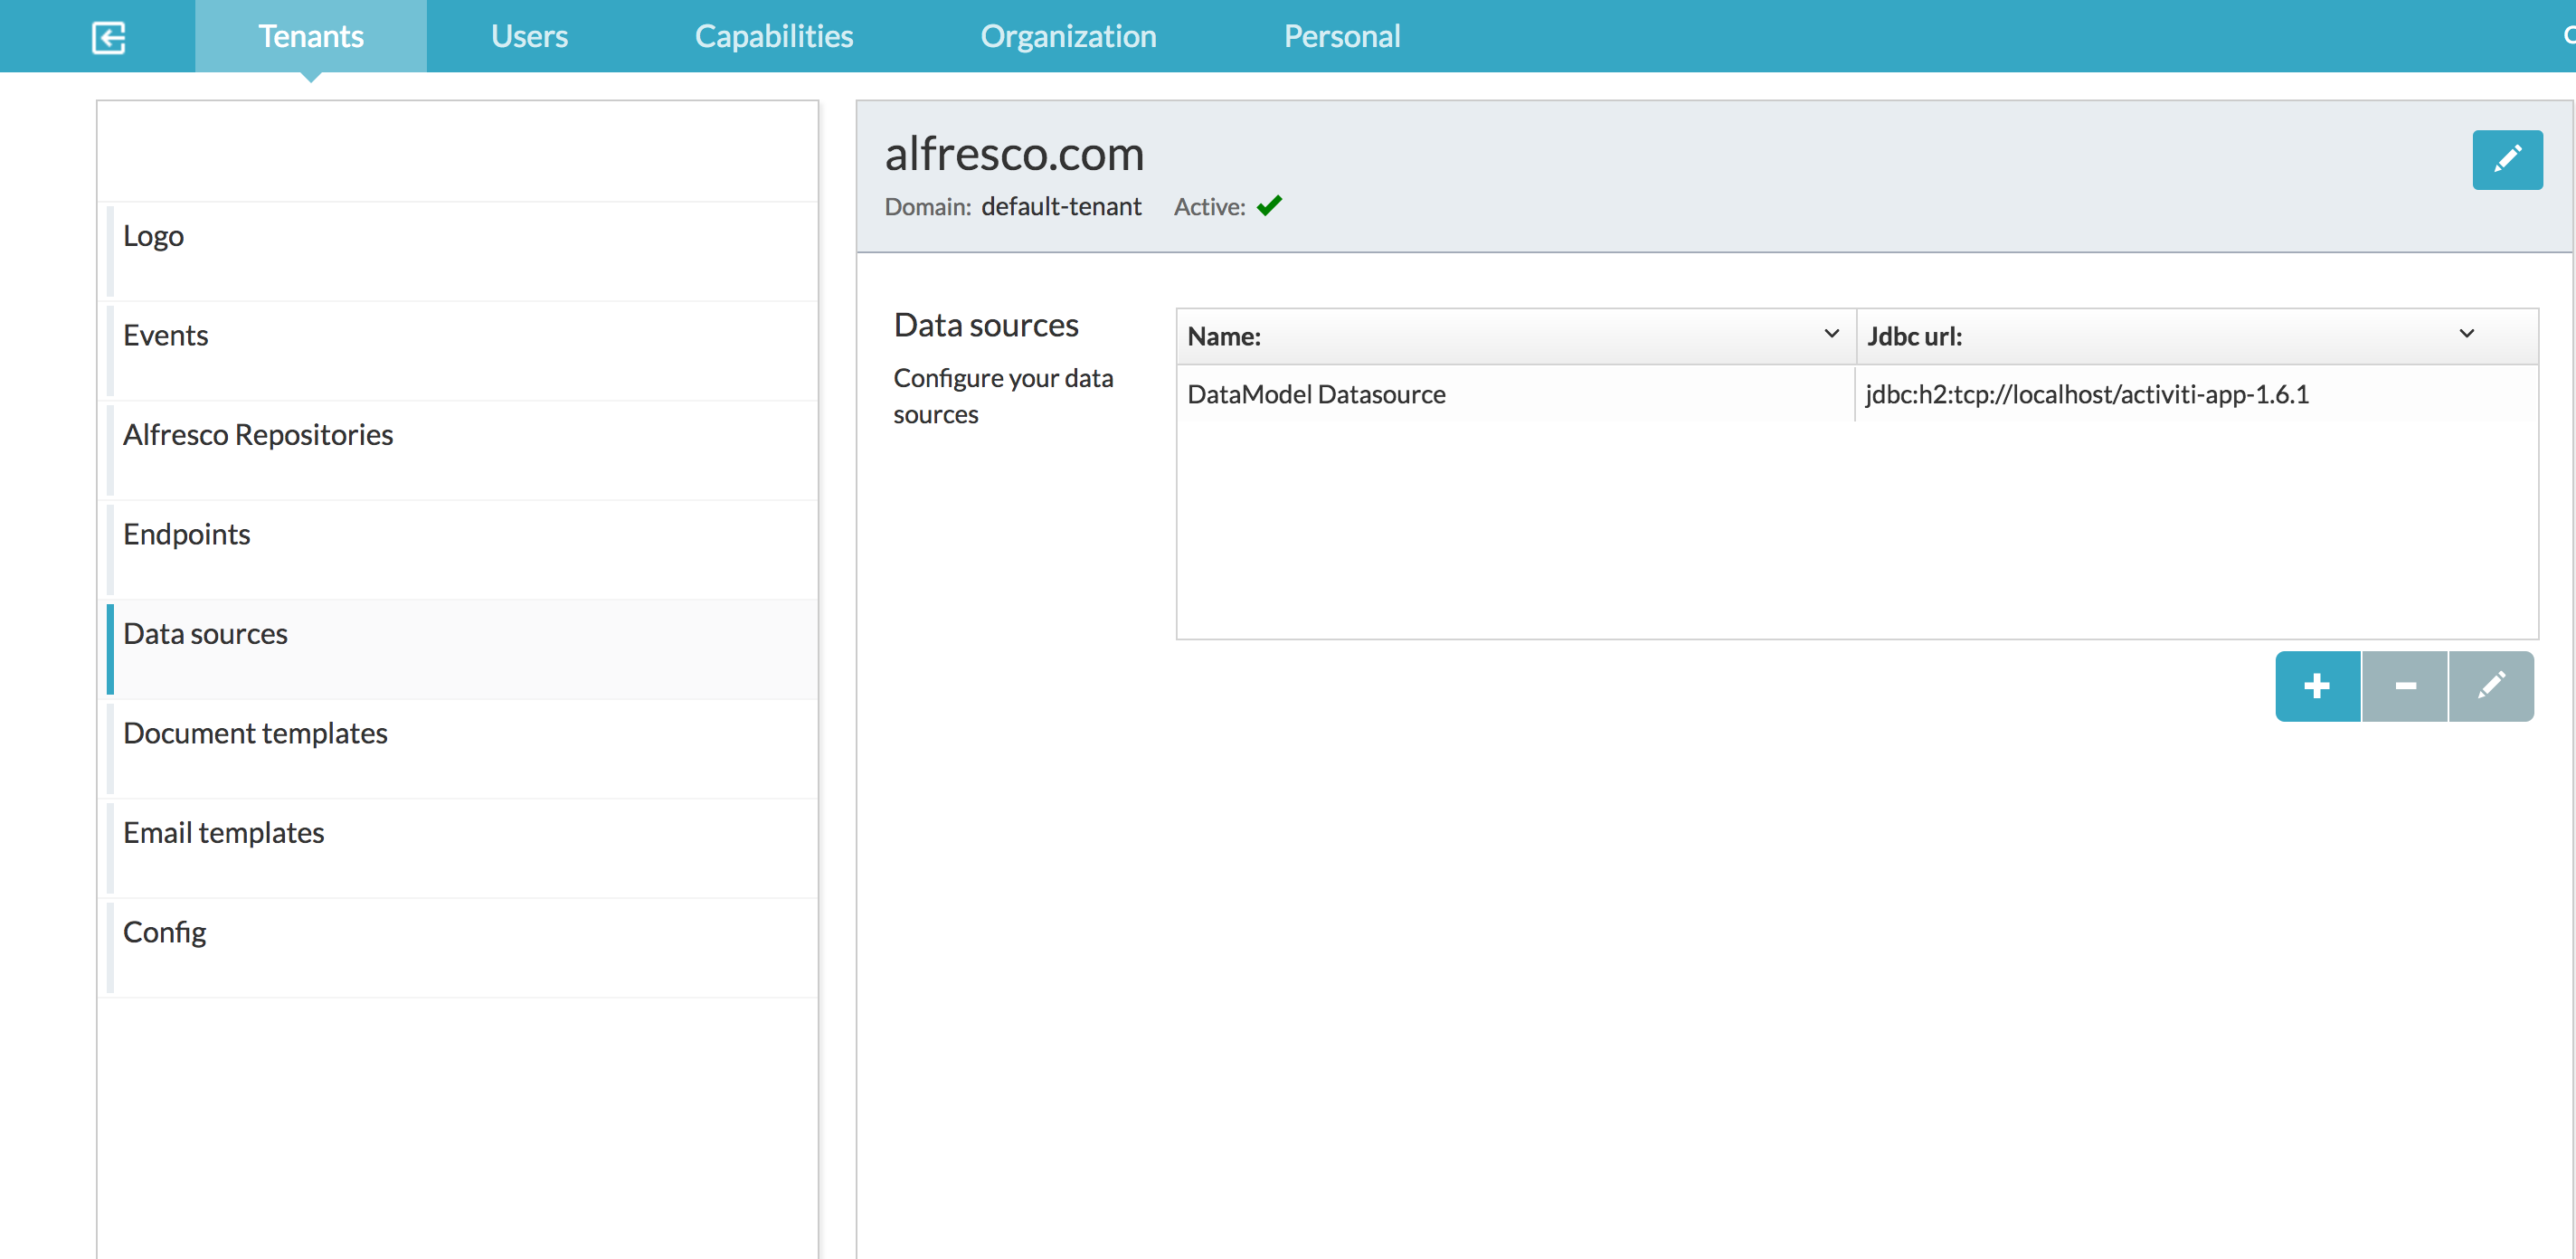 Tenants Users Capabilities Organization Personal
Logo
Events
Alfresco Repositories
Endpoints
Data sources
Document templates
Email templates
Config
alfresco.com
Domain: default-tenant Active:
Data sources
Configure your data
sources
Name: Jdbc url:
DataModel Datasource jdbc:h2:tcp://localhost/activiti-app-1.6.1